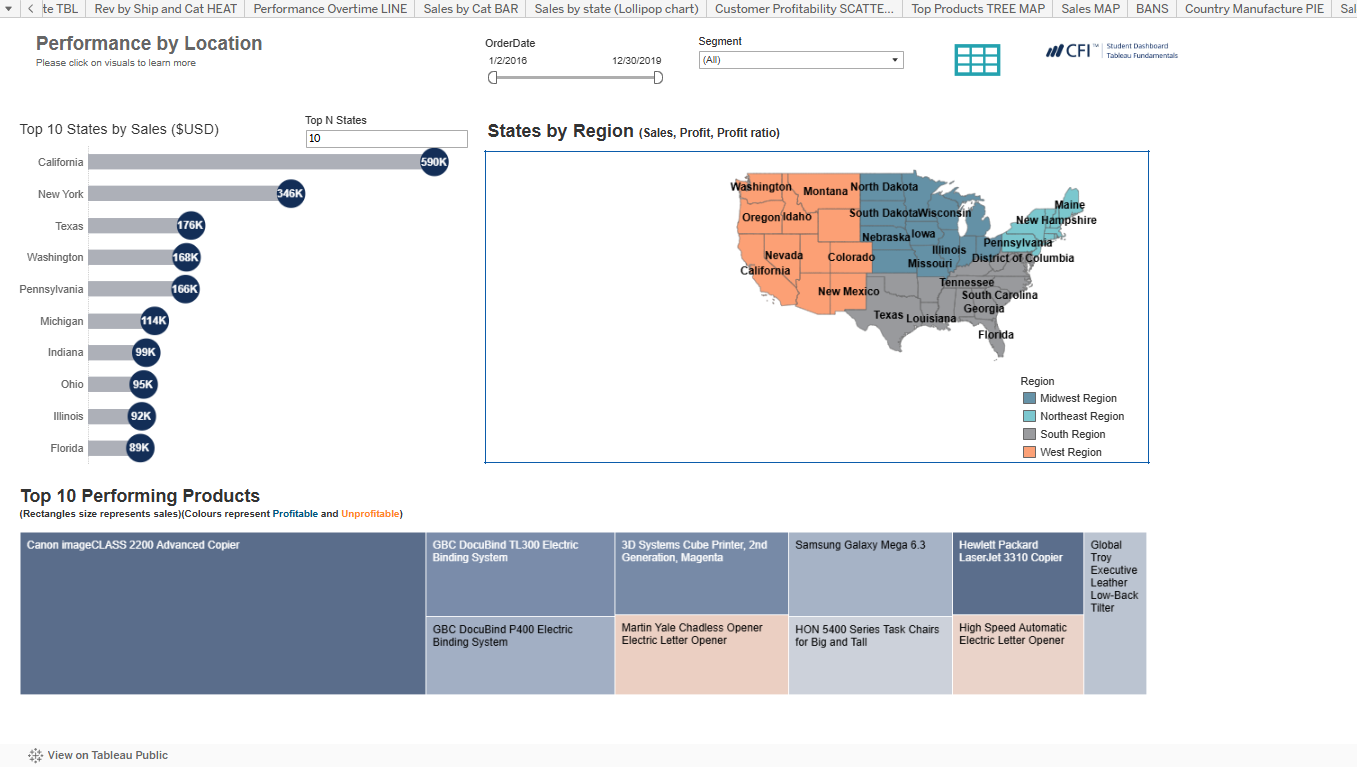 te TBL
Rev by Ship and Cat HEAT
Performance Overtime LINE
Sales by Cat BAR
Sales by state (Lollipop chart)
Customer Profitability SCATTE...
Top Products TREE MAP
Sales MAP
BANS
Country Manufacture PIE
Sal
Performance by Location
Please click on visuals to learn more
OrderDate
1/2/2016 12/30/2019
Segment
(All)
CFI™ Student Dashboard
Tableau Fundamentals
Top 10 States by Sales ($USD)
Top N States
10
California 590K
New York 346K
Texas 176K
Washington 168K
Pennsylvania 166K
Michigan 114K
Indiana 99K
Ohio 95K
Illinois 92K
Florida 89K
States by Region (Sales, Profit, Profit ratio)
Washington
Montana
North Dakota
Oregon
Idaho
South Dakota
Wisconsin
Maine
New Hampshire
Nebraska
Iowa
Pennsylvania
Nevada
Colorado
Illinois
Missouri
District of Columbia
California
New Mexico
Tennessee
South Carolina
Georgia
Texas
Louisiana
Florida
Region
Midwest Region
Northeast Region
South Region
West Region
Top 10 Performing Products
(Rectangles size represents sales)(Colours represent Profitable and Unprofitable)
Canon imageCLASS 2200 Advanced Copier
GBC DocuBind TL300 Electric
Binding System
GBC DocuBind P400 Electric
Binding System
3D Systems Cube Printer, 2nd
Generation, Magenta
Martin Yale Chadless Opener
Electric Letter Opener
Samsung Galaxy Mega 6.3
HON 5400 Series Task Chairs
for Big and Tall
Hewlett Packard
LaserJet 3310 Copier
High Speed Automatic
Electric Letter Opener
Global
Troy
Executive
Leather
Low-Back
Tilter
View on Tableau Public